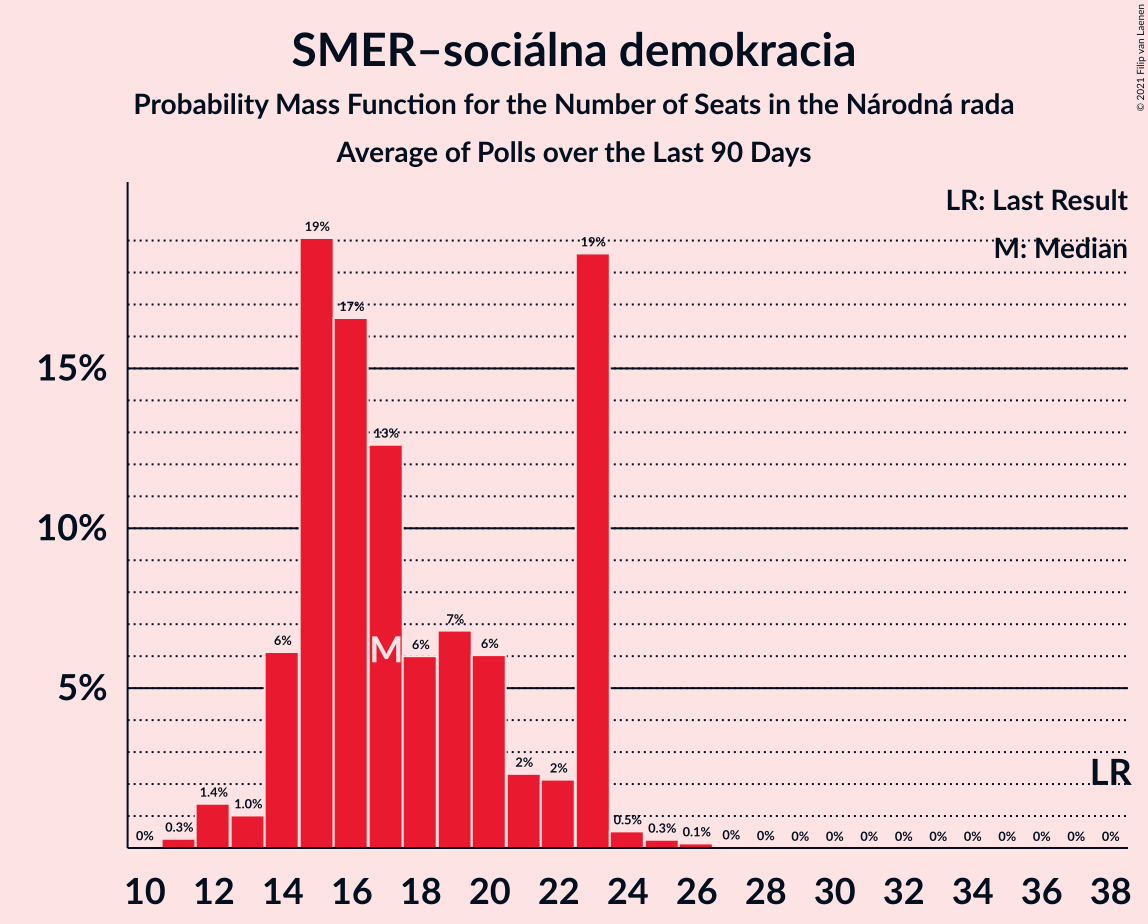 SMER–sociálna demokracia
Probability Mass Function for the Number of Seats in the Národná rada
Average of Polls over the Last 90 Days
© 2021 Filip van Laenen
LR: Last Result
M: Median
19%
19%
17%
15%
13%
10%
7%
6%
M
6%
6%
5%
2%
2%
LR
1.4%
1.0%
0.5%
0% 0.3% 0.3% 0.1% 0% 0% 0% 0% 0% 0% 0% 0% 0% 0% 0% 0%
10 12 14 16 18 20 22 24 26 28 30 32 34 36 38